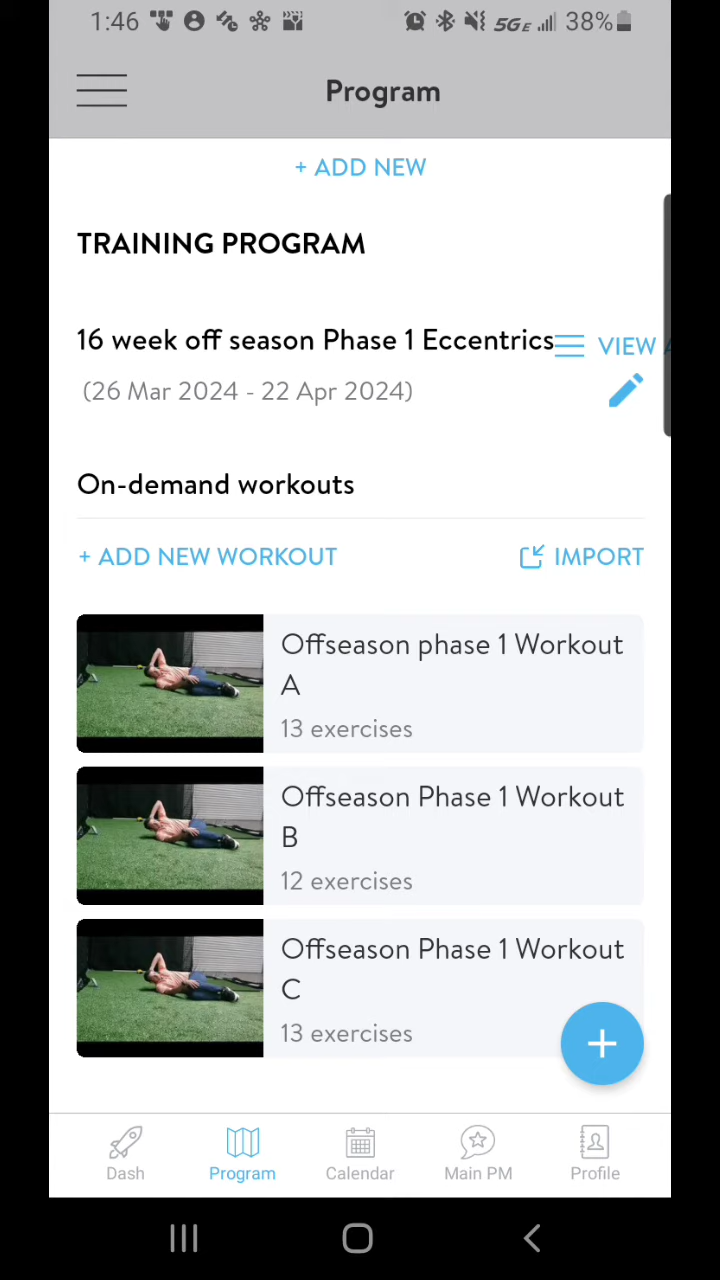 1:46 5GE 38%
Program
+ ADD NEW
TRAINING PROGRAM
16 week off season Phase 1 Eccentrics VIEW
(26 Mar 2024 - 22 Apr 2024)
On-demand workouts
+ ADD NEW WORKOUT IMPORT
Offseason phase 1 Workout
A
13 exercises
Offseason Phase 1 Workout
B
12 exercises
Offseason Phase 1 Workout
C
13 exercises
+
Dash Program Calendar Main PM Profile